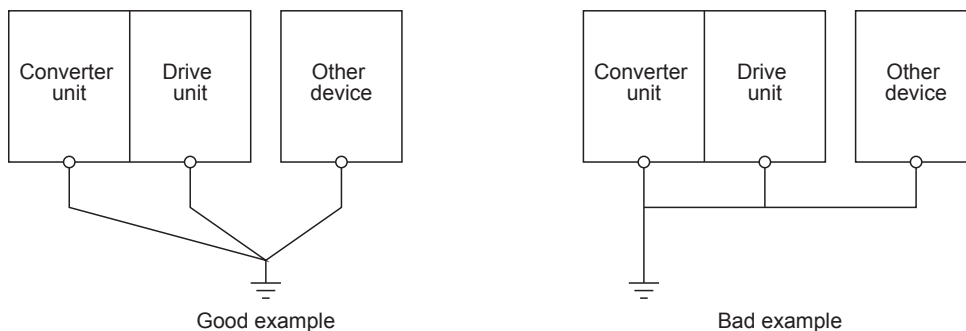 Converter
unit
Drive
unit
Other
device
Good example
Converter
unit
Drive
unit
Other
device
Bad example